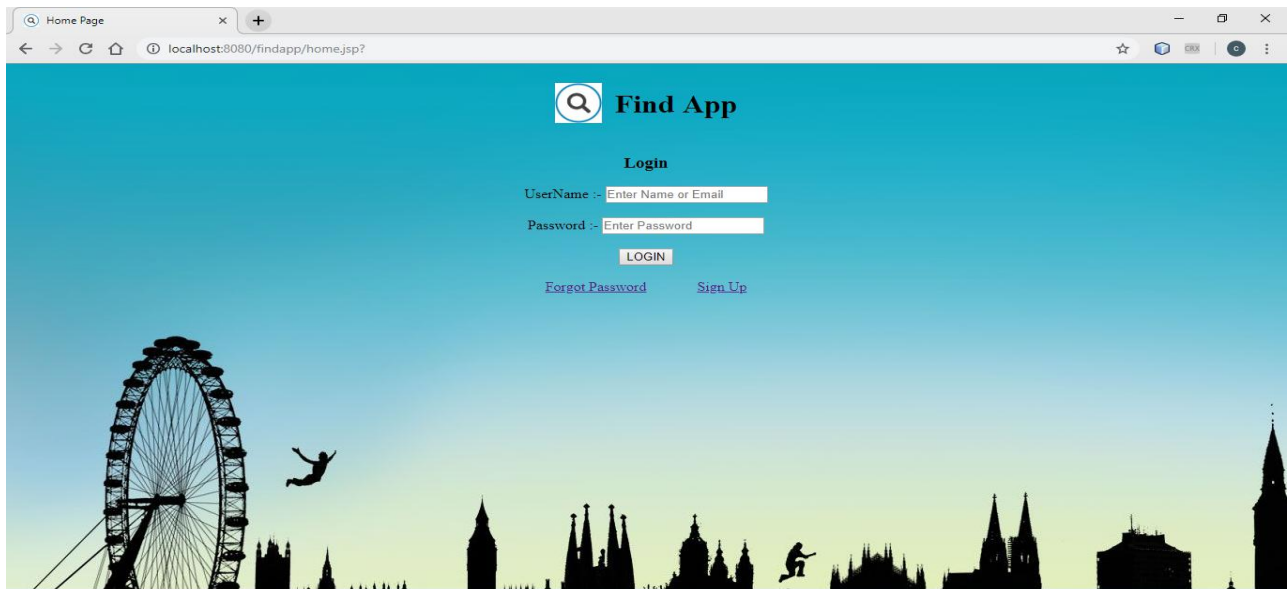 Home Page
localhost:8080/findapp/home.jsp?
CRX
C
Find App
Login
UserName :- Enter Name or Email
Password :- Enter Password
LOGIN
Forgot Password Sign Up